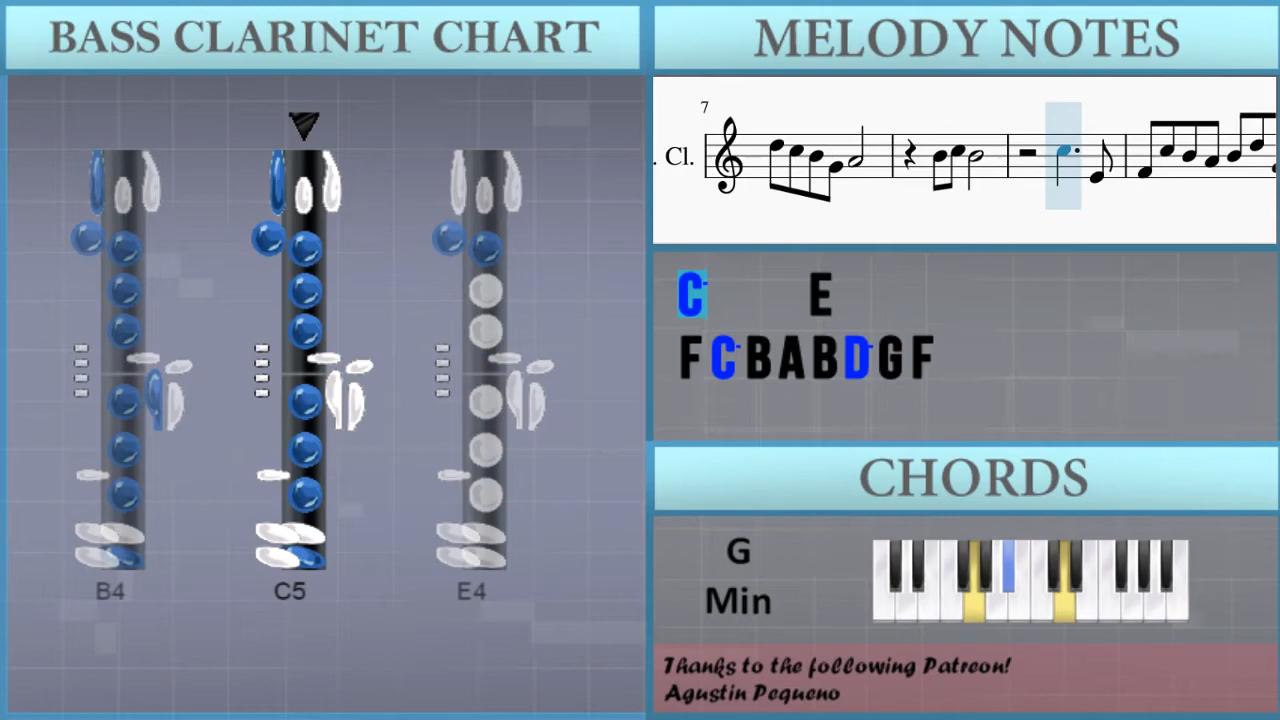 BASS CLARINET CHART
B4
C5
E4
MELODY NOTES
7
. Cl.
C E
F C B A B D G F
CHORDS
G
Min
Thanks to the following Patreon!
Agustin Pequeno